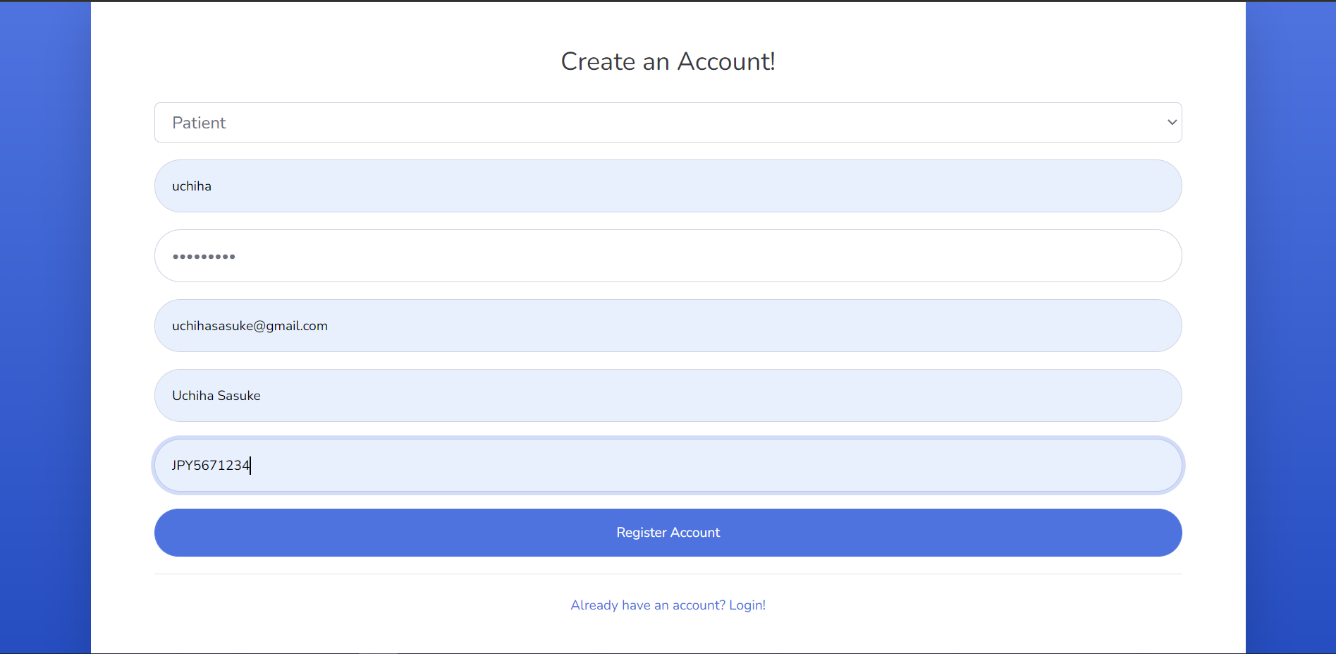 Create an Account!
Patient
uchiha
•••••••••
uchihasasuke@gmail.com
Uchiha Sasuke
JPY5671234
Register Account
Already have an account? Login!